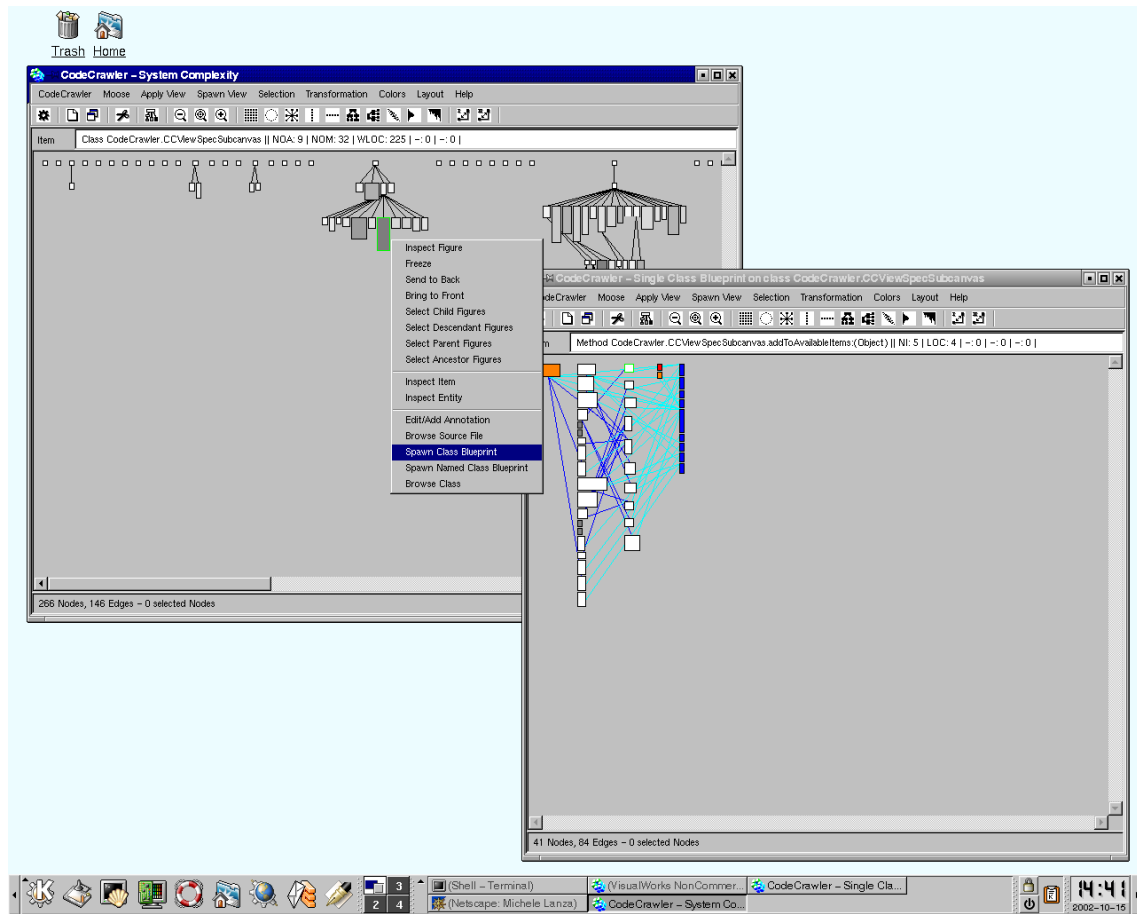 Trash Home
CodeCrawler – System Complexity
CodeCrawler Moose Apply View Spawn View Selection Transformation Colors Layout Help
Item Class CodeCrawler.CCViewSpecSubcanvas || NOA: 9 | NOM: 32 | WLOC: 225 | –: 0 | –: 0 |
Inspect Figure
Freeze
Send to Back
Bring to Front
Select Child Figures
Select Descendant Figures
Select Parent Figures
Select Ancestor Figures
Inspect Item
Inspect Entity
Edit/Add Annotation
Browse Source File
Spawn Class Blueprint
Spawn Named Class Blueprint
Browse Class
266 Nodes, 146 Edges – 0 selected Nodes
CodeCrawler – Single Class Blueprint on class CodeCrawler.CCViewSpecSubcanvas
deCrawler Moose Apply View Spawn View Selection Transformation Colors Layout Help
m Method CodeCrawler.CCViewSpecSubcanvas.addToAvailableItems:(Object) || NI: 5 | LOC: 4 | –: 0 | –: 0 | –: 0 |
41 Nodes, 84 Edges – 0 selected Nodes
3
2 4
(Shell – Terminal) (VisualWorks NonCommer... CodeCrawler – Single Cla...
(Netscape: Michele Lanza) CodeCrawler – System Co...
14:41
2002-10-15